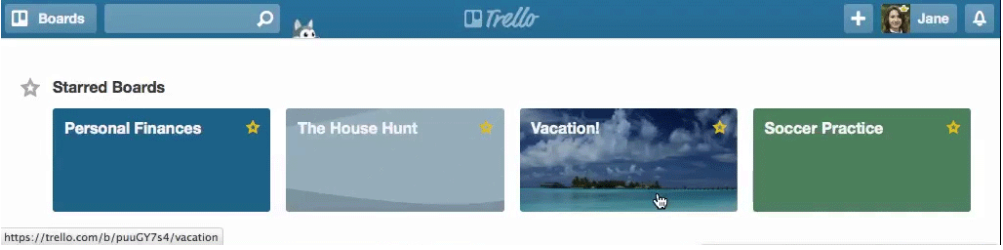 Boards
Trello
Jane
Starred Boards
Personal Finances
The House Hunt
Vacation!
Soccer Practice
https://trello.com/b/puuGY7s4/vacation